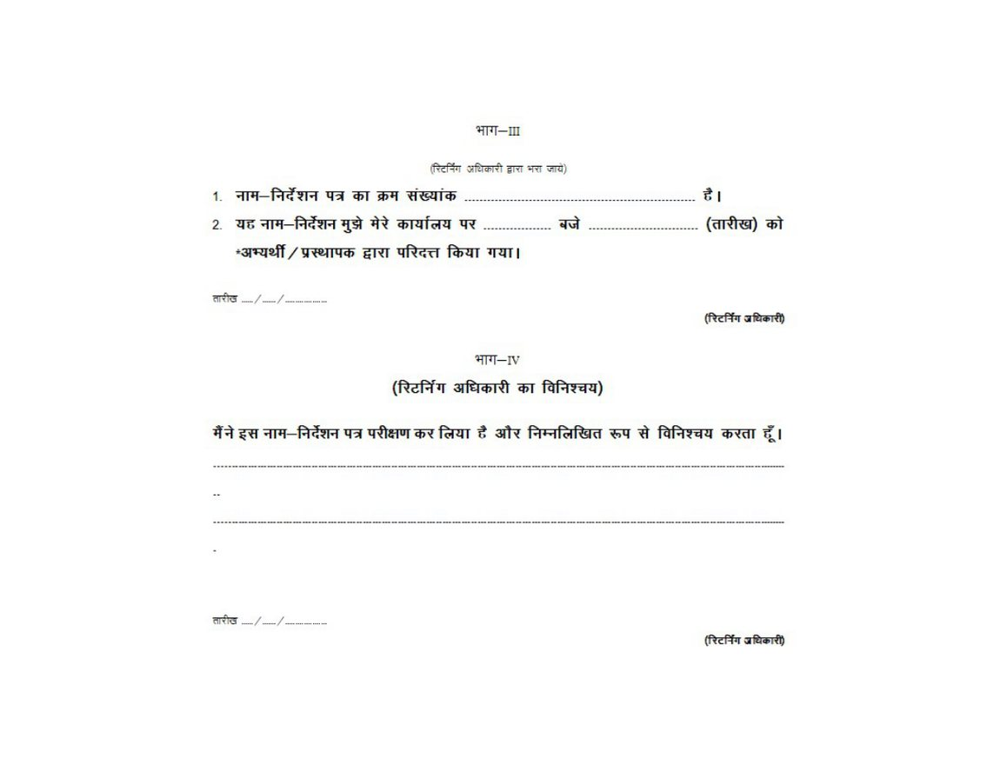 भाग–III
(रिटर्निंग अधिकारी द्वारा भरा जाये)
1. नाम–निर्देशन पत्र का क्रम संख्यांक ........................................................... है।
2. यह नाम–निर्देशन मुझे मेरे कार्यालय पर .................. बजे ............................ (तारीख) को
*अभ्यर्थी/प्रस्थापक द्वारा परिदत्त किया गया।
तारीख ...../....../..................
(रिटर्निंग अधिकारी)
भाग–IV
(रिटर्निंग अधिकारी का विनिश्चय)
मैंने इस नाम–निर्देशन पत्र परीक्षण कर लिया है और निम्नलिखित रूप से विनिश्चय करता हूँ।
--------------------------------------------------------------------------------
--
--------------------------------------------------------------------------------
-
तारीख ...../....../..................
(रिटर्निंग अधिकारी)